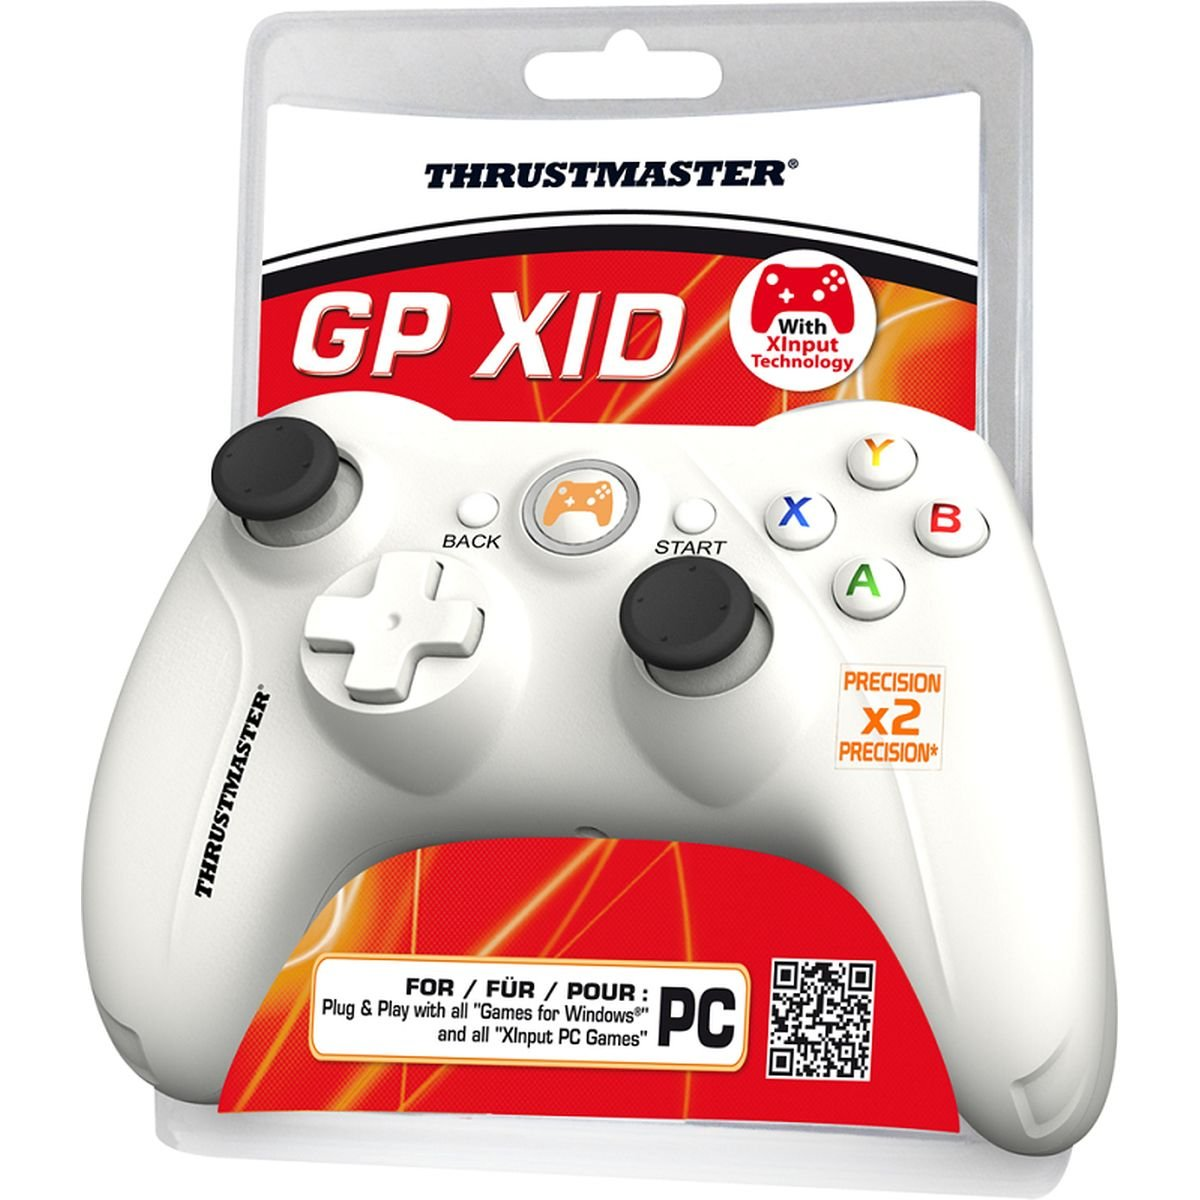 THRUSTMASTER®
GP XID
With
XInput
Technology
Y
X
B
A
BACK
START
PRECISION
x2
PRECISION*
THRUSTMASTER®
FOR / FÜR / POUR :
Plug & Play with all "Games for Windows®"
and all "XInput PC Games"
PC